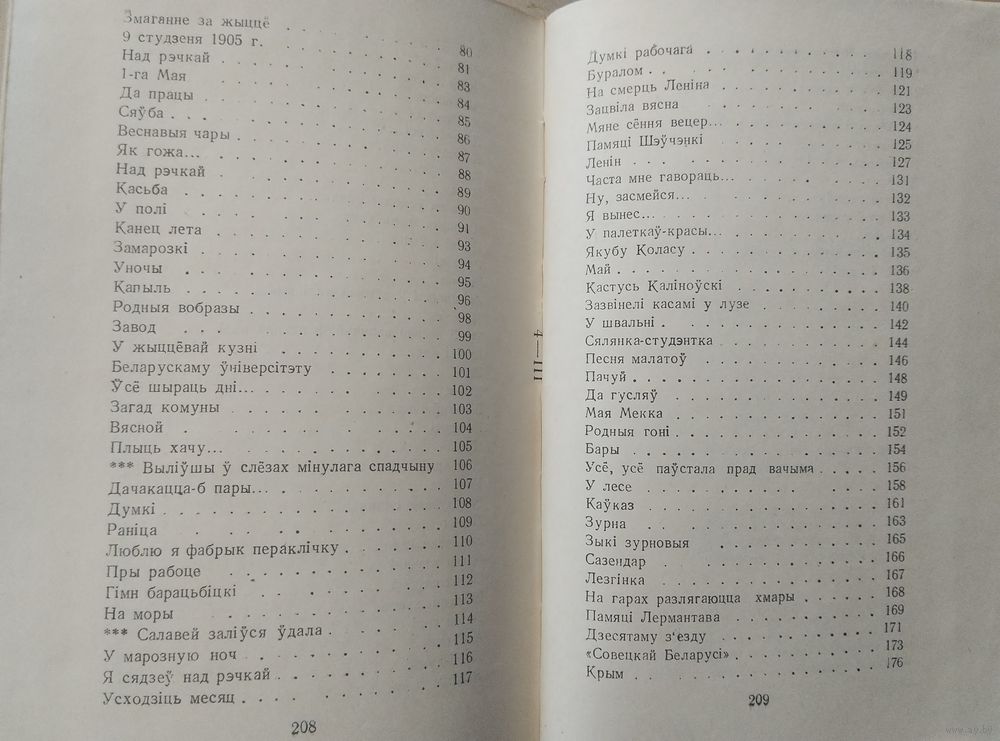 Змаганне за жыццё . . . . 80
9 студзеня 1905 г. . . . . 81
Над рэчкай . . . . 83
1-га Мая . . . . 84
Да працы . . . . 85
Сяўба . . . . 86
Веснавыя чары . . . . 87
Як гожа... . . . . 88
Над рэчкай . . . . 89
Касьба . . . . 90
У полі . . . . 91
Канец лета . . . . 93
Замарозкі . . . . 94
Уночы . . . . 95
Капыль . . . . 96
Родныя вобразы . . . . 98
Завод . . . . 99
У жыццёвай кузні . . . . 100
Беларускаму ўніверсітэту . . . . 101
Ўсё шыраць дні... . . . . 102
Загад комуны . . . . 103
Вясной . . . . 104
Плыць хачу... . . . . 105
*** Выліўшы ў слёзах мінулага спадчыну 106
Дачакацца-б пары... . . . . 107
Думкі . . . . 108
Раніца . . . . 109
Люблю я фабрык пераклічку . . . . 110
Пры рабоце . . . . 111
Гімн барацьбіцкі . . . . 112
На моры . . . . 113
*** Салавей заліўся ўдала . . . . 114
У марозную ноч . . . . 115
Я сядзеў над рэчкай . . . . 116
Усходзіць месяц . . . . 117
208
4—III
Думкі рабочага . . . . 118
Буралом . . . . 119
На смерць Леніна . . . . 121
Зацвіла вясна . . . . 123
Мяне сёння вецер... . . . . 124
Памяці Шэўчэнкі . . . . 125
Ленін . . . . 127
Часта мне гавораць... . . . . 131
Ну, засмейся... . . . . 132
Я вынес... . . . . 133
У палеткаў-красы... . . . . 134
Якубу Коласу . . . . 135
Май . . . . 136
Кастусь Каліноўскі . . . . 138
Зазвінелі касамі у лузе . . . . 140
У швальні . . . . 142
Сялянка-студэнтка . . . . 144
Песня малатоў . . . . 146
Пачуй . . . . 148
Да гусляў . . . . 149
Мая Мекка . . . . 151
Родныя гоні . . . . 152
Бары . . . . 154
Усё, усё паўстала прад вачыма . . . . 156
У лесе . . . . 158
Каўказ . . . . 161
Зурна . . . . 163
Зыкі зурновыя . . . . 165
Сазендар . . . . 166
Лезгінка . . . . 167
На гарах разлягаюцца хмары . . . . 168
Памяці Лермантава . . . . 169
Дзесятаму з‘езду . . . . 171
«Совецкай Беларусі» . . . . 173
Крым . . . . 176
209
www.ay.by